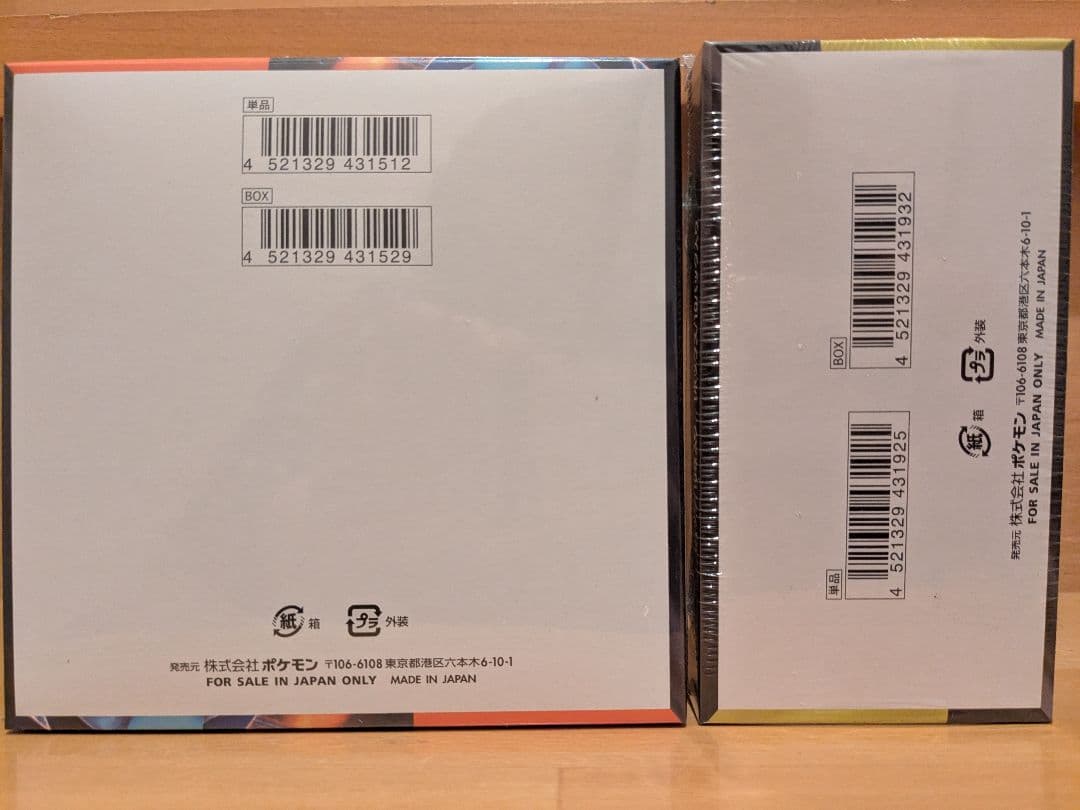 単品
4 521329 431512
BOX
4 521329 431529
紙 箱 プラ 外装
発売元 株式会社ポケモン 〒106-6108 東京都港区六本木6-10-1
FOR SALE IN JAPAN ONLY MADE IN JAPAN
単品
4 521329 431925
BOX
4 521329 431932
紙 箱 プラ 外装
発売元 株式会社ポケモン 〒106-6108 東京都港区六本木6-10-1
FOR SALE IN JAPAN ONLY MADE IN JAPAN